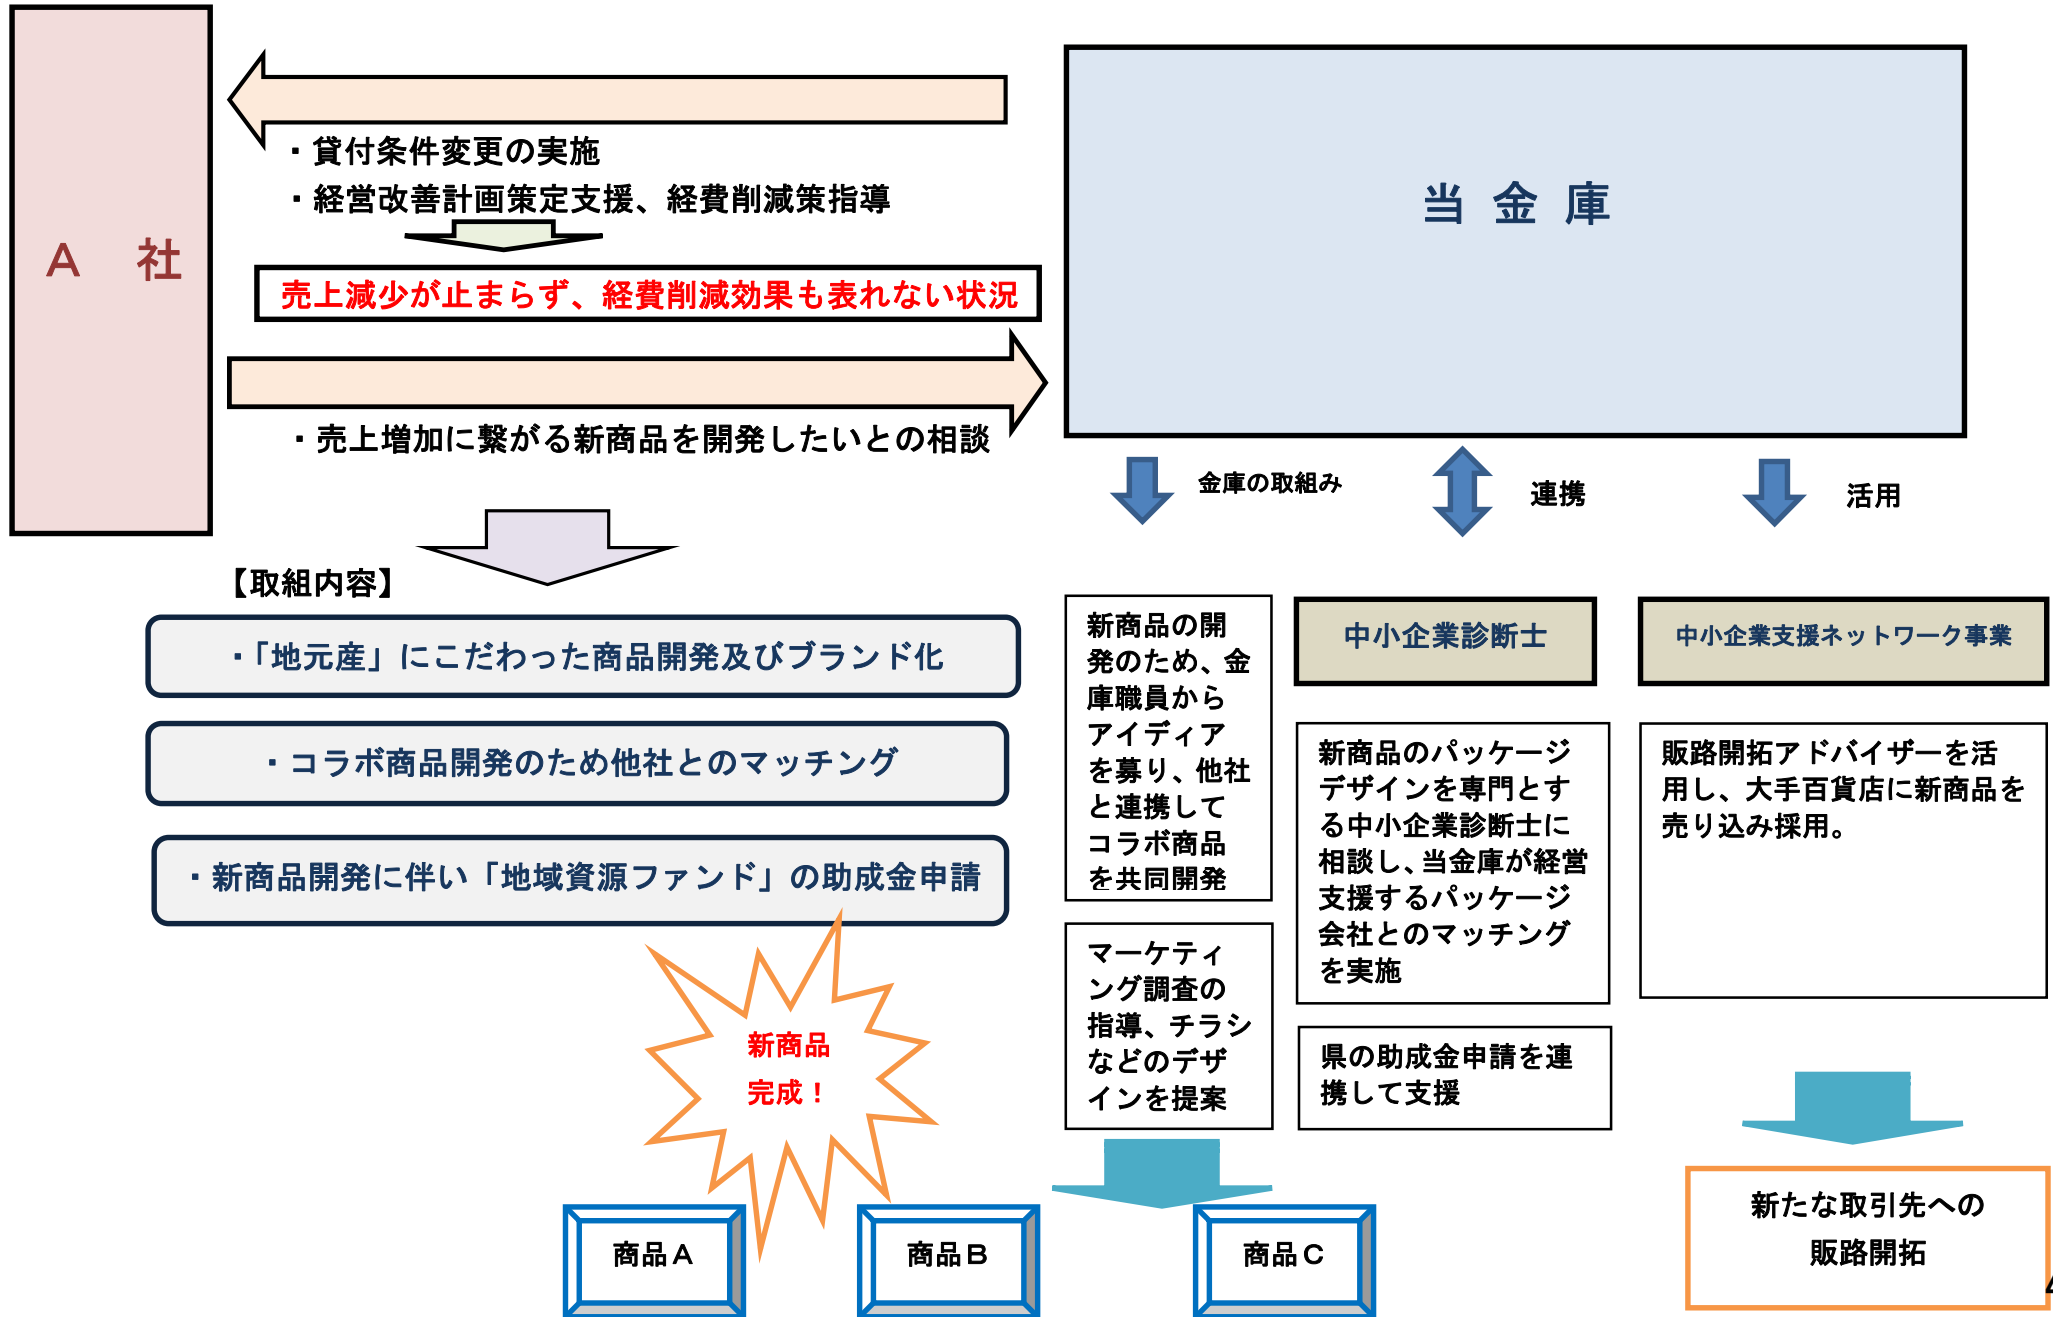 Ａ　社
・貸付条件変更の実施
・経営改善計画策定支援、経費削減策指導
売上減少が止まらず、経費削減効果も表れない状況
・売上増加に繋がる新商品を開発したいとの相談
当 金 庫
金庫の取組み
連携
活用
【取組内容】
・「地元産」にこだわった商品開発及びブランド化
・コラボ商品開発のため他社とのマッチング
・新商品開発に伴い「地域資源ファンド」の助成金申請
新商品
完成！
新商品の開
発のため、金
庫職員から
アイディア
を募り、他社
と連携して
コラボ商品
を共同開発
マーケティ
ング調査の
指導、チラシ
などのデザ
インを提案
中小企業診断士
新商品のパッケージ
デザインを専門とす
る中小企業診断士に
相談し、当金庫が経営
支援するパッケージ
会社とのマッチング
を実施
県の助成金申請を連
携して支援
中小企業支援ネットワーク事業
販路開拓アドバイザーを活
用し、大手百貨店に新商品を
売り込み採用。
商品Ａ
商品Ｂ
商品Ｃ
新たな取引先への
販路開拓